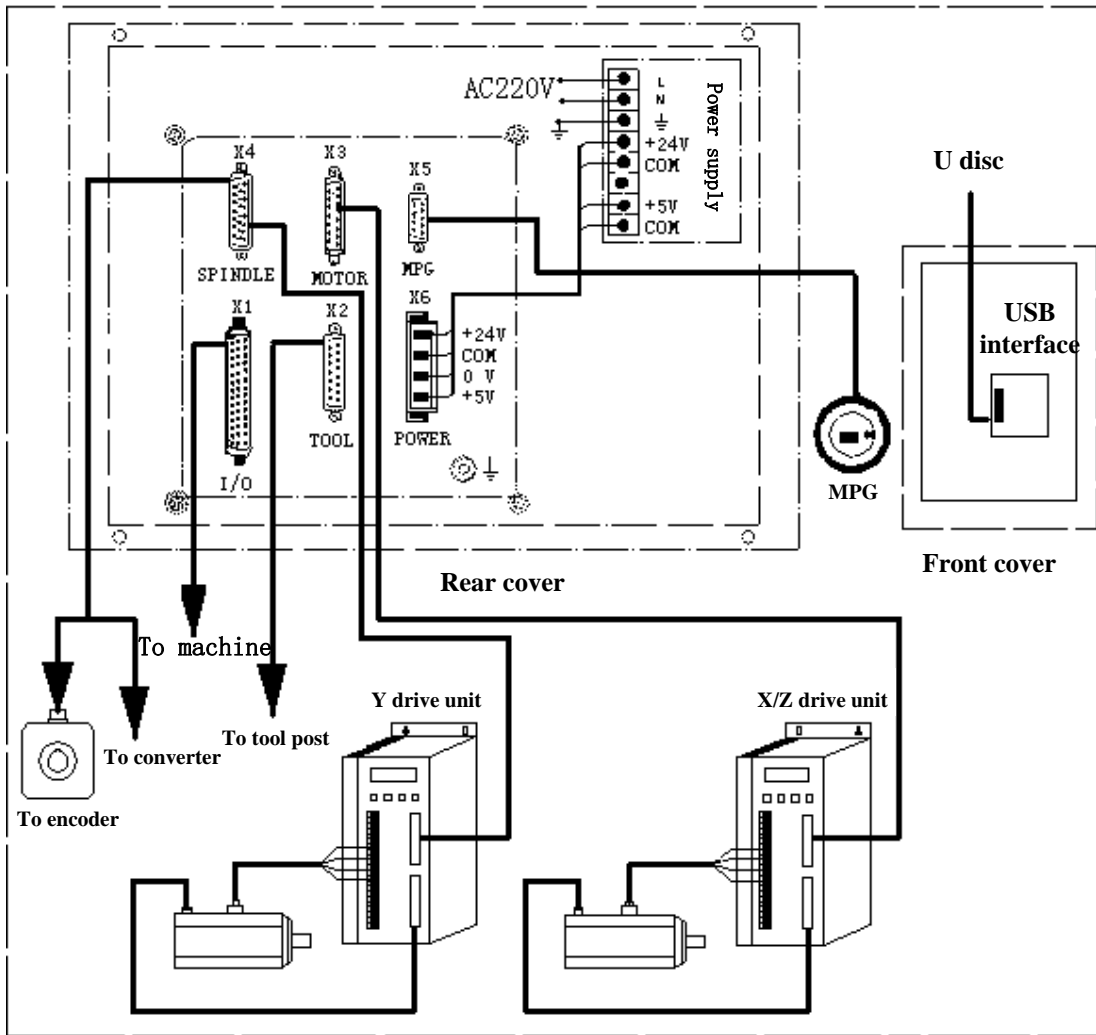 AC220V
L
N
+24V
COM
+5V
COM
Power supply
X4
X3
X5
SPINDLE
MOTOR
MPG
X1
X2
X6
+24V
COM
0 V
+5V
I/O
TOOL
POWER
U disc
USB
interface
MPG
Front cover
Rear cover
To machine
To encoder
To converter
To tool post
Y drive unit
X/Z drive unit